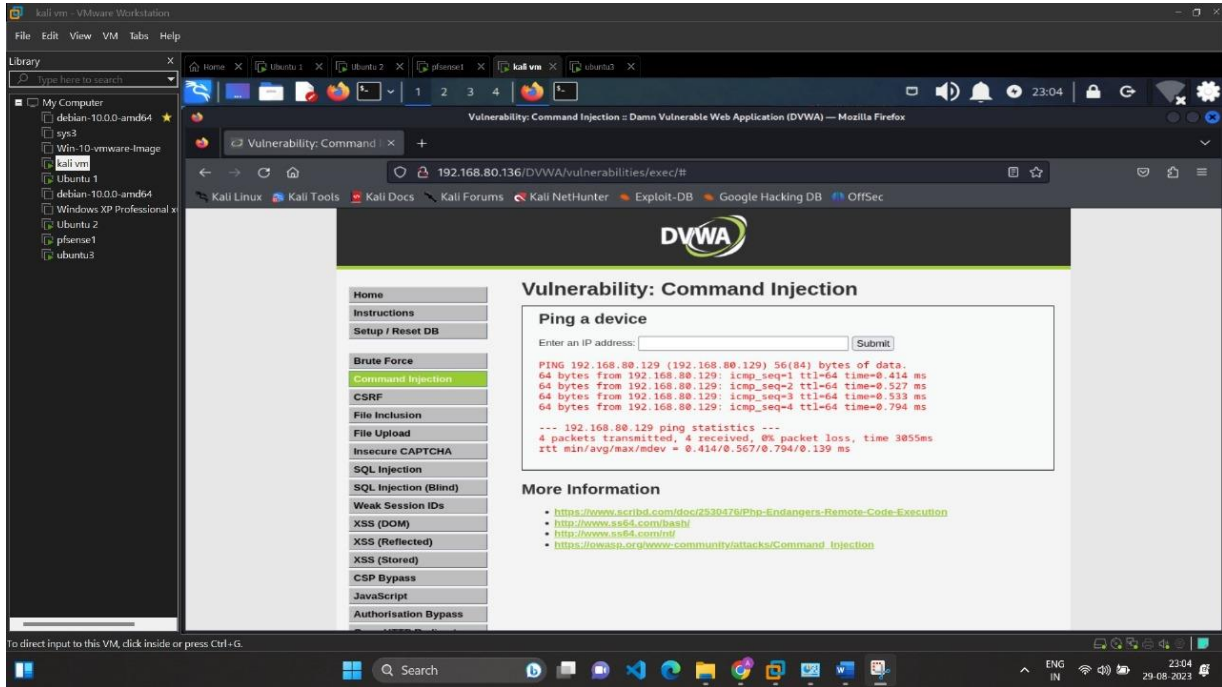 kali vm - VMware Workstation
File Edit View VM Tabs Help
Library X
Type here to search
My Computer
debian-10.0.0-amd64
sys3
Win-10-vmware-Image
kali vm
Ubuntu 1
debian-10.0.0-amd64
Windows XP Professional x
Ubuntu 2
pfsense1
ubuntu3
Home X Ubuntu 1 X Ubuntu 2 X pfsense1 X kali vm X ubuntu3 X
1 2 3 4 23:04
Vulnerability: Command Injection :: Damn Vulnerable Web Application (DVWA) — Mozilla Firefox
Vulnerability: Command I × +
192.168.80.136/DVWA/vulnerabilities/exec/#
Kali Linux Kali Tools Kali Docs Kali Forums Kali NetHunter Exploit-DB Google Hacking DB OffSec
DVWA
Home
Instructions
Setup / Reset DB
Brute Force
Command Injection
CSRF
File Inclusion
File Upload
Insecure CAPTCHA
SQL Injection
SQL Injection (Blind)
Weak Session IDs
XSS (DOM)
XSS (Reflected)
XSS (Stored)
CSP Bypass
JavaScript
Authorisation Bypass
Vulnerability: Command Injection
Ping a device
Enter an IP address: Submit
PING 192.168.80.129 (192.168.80.129) 56(84) bytes of data.
64 bytes from 192.168.80.129: icmp_seq=1 ttl=64 time=0.414 ms
64 bytes from 192.168.80.129: icmp_seq=2 ttl=64 time=0.527 ms
64 bytes from 192.168.80.129: icmp_seq=3 ttl=64 time=0.533 ms
64 bytes from 192.168.80.129: icmp_seq=4 ttl=64 time=0.794 ms
--- 192.168.80.129 ping statistics ---
4 packets transmitted, 4 received, 0% packet loss, time 3055ms
rtt min/avg/max/mdev = 0.414/0.567/0.794/0.139 ms
More Information
https://www.scribd.com/doc/2530476/Php-Endangers-Remote-Code-Execution
http://www.ss64.com/bash/
http://www.ss64.com/nt/
https://owasp.org/www-community/attacks/Command_Injection
To direct input to this VM, click inside or press Ctrl+G.
Search
ENG
IN
23:04
29-08-2023